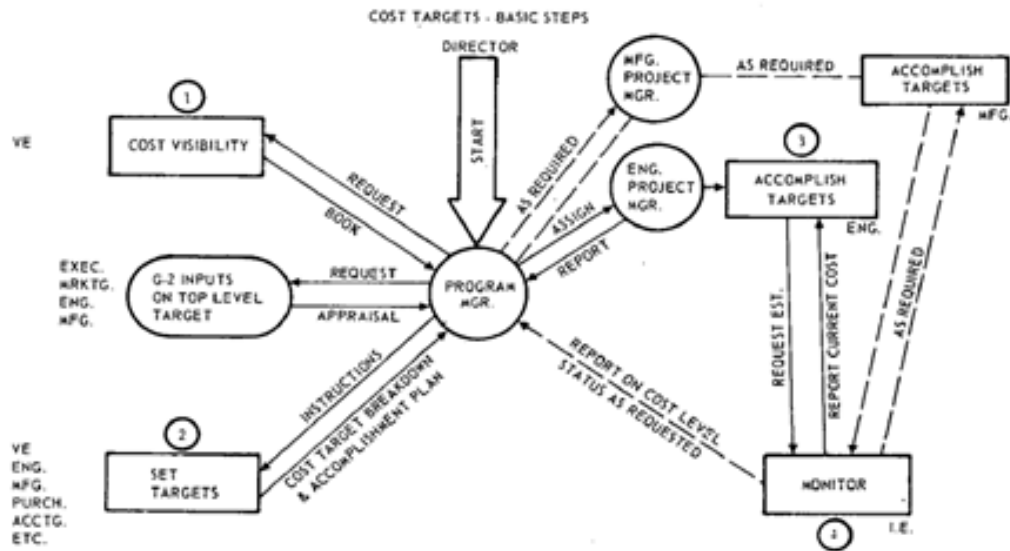 COST TARGETS - BASIC STEPS
DIRECTOR
START
1
VE
COST VISIBILITY
REQUEST
BOOK
EXEC.
MRKTG.
ENG.
MFG.
G-2 INPUTS
ON TOP LEVEL
TARGET
REQUEST
APPRAISAL
PROGRAM
MGR.
INSTRUCTIONS
COST TARGET BREAKDOWN
& ACCOMPLISHMENT PLAN
2
VE
ENG.
MFG.
PURCH.
ACCTG.
ETC.
SET
TARGETS
AS REQUIRED
MFG.
PROJECT
MGR.
AS REQUIRED
ACCOMPLISH
TARGETS
MFG.
ASSIGN
REPORT
ENG.
PROJECT
MGR.
3
ACCOMPLISH
TARGETS
ENG.
REQUEST EST.
REPORT CURRENT COST
AS REQUIRED
REPORT ON COST LEVEL
STATUS AS REQUESTED
MONITOR
I.E.